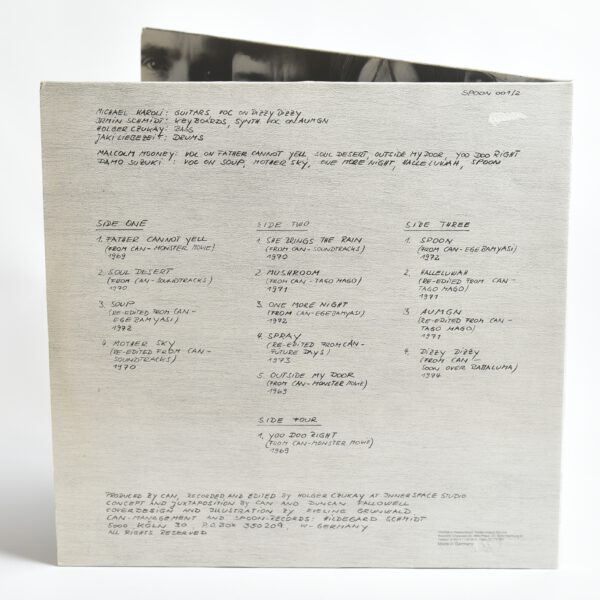 SPOON 001/2
MICHAEL KAROLI: GUITARS, VOC ON DIZZY DIZZY
IRMIN SCHMIDT: KEYBOARDS, SYNTH, VOC ON AUMGN
HOLGER CZUKAY: BASS
JAKI LIEBEZEIT: DRUMS
MALCOLM MOONEY: VOC ON FATHER CANNOT YELL, SOUL DESERT, OUTSIDE MY DOOR, YOO DOO RIGHT
DAMO SUZUKI: VOC ON SOUP, MOTHER SKY, ONE MORE NIGHT, HALLELUHAH, SPOON
SIDE ONE
1. FATHER CANNOT YELL
(FROM CAN-MONSTER MOVIE)
1969
2. SOUL DESERT
(FROM CAN-SOUNDTRACKS)
1970
3. SOUP
(RE-EDITED FROM CAN-
EGE BAMYASI)
1972
4. MOTHER SKY
(RE-EDITED FROM CAN-
SOUNDTRACKS)
1970
SIDE TWO
1. SHE BRINGS THE RAIN
(FROM CAN-SOUNDTRACKS)
1970
2. MUSHROOM
(FROM CAN-TAGO MAGO)
1971
3. ONE MORE NIGHT
(FROM CAN-EGEBAMYASI)
1972
4. SPRAY
(RE-EDITED FROM CAN-
FUTURE DAYS)
1973
5. OUTSIDE MY DOOR
(FROM CAN-MONSTER MOVIE)
1969
SIDE THREE
1. SPOON
(FROM CAN-EGEBAMYASI)
1972
2. HALLELUHAH
(RE-EDITED FROM CAN-
TAGO MAGO)
1971
3 AUMGN
(RE-EDITED FROM CAN-
TAGO MAGO)
1971
4. DIZZY DIZZY
(FROM CAN-
SOON OVER BABALUMA)
1974
SIDE FOUR
1. YOO DOO RIGHT
(FROM CAN-MONSTER MOVIE)
1969
PRODUCED BY CAN, RECORDED AND EDITED BY HOLGER CZUKAY AT INNERSPACE STUDIO
CONCEPT AND JUXTAPOSITION BY CAN AND DUNCAN FALLOWELL
COVERDESIGN AND ILLUSTRATION BY EVELINE GRUNWALD
CAN-MANAGEMENT AND SPOON-RECORDS: HILDEGARD SCHMIDT
5000 KÖLN 30 P.O.BOX 330209, W-GERMANY
ALL RIGHTS RESERVED
Made in Germany